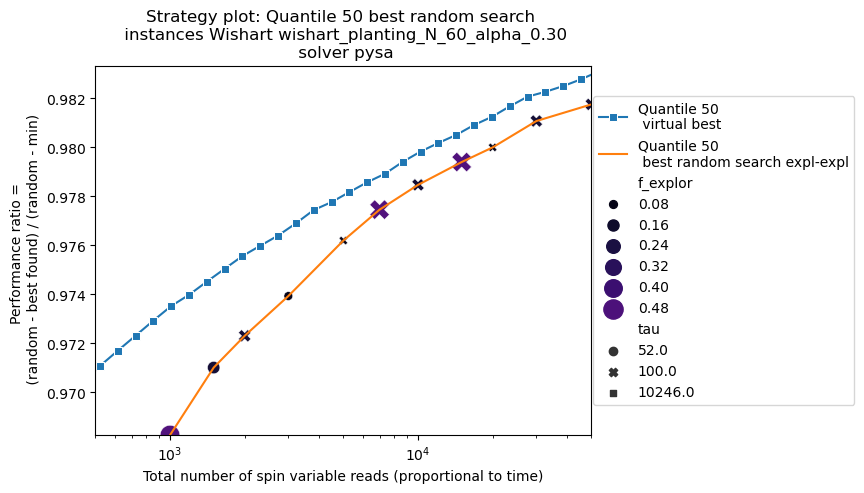 Strategy plot: Quantile 50 best random search
instances Wishart wishart_planting_N_60_alpha_0.30
solver pysa
Performance ratio =
(random - best found) / (random - min)
0.982
0.980
0.978
0.976
0.974
0.972
0.970
10³
10⁴
Total number of spin variable reads (proportional to time)
Quantile 50
virtual best
Quantile 50
best random search expl-expl
f_explor
0.08
0.16
0.24
0.32
0.40
0.48
tau
52.0
100.0
10246.0